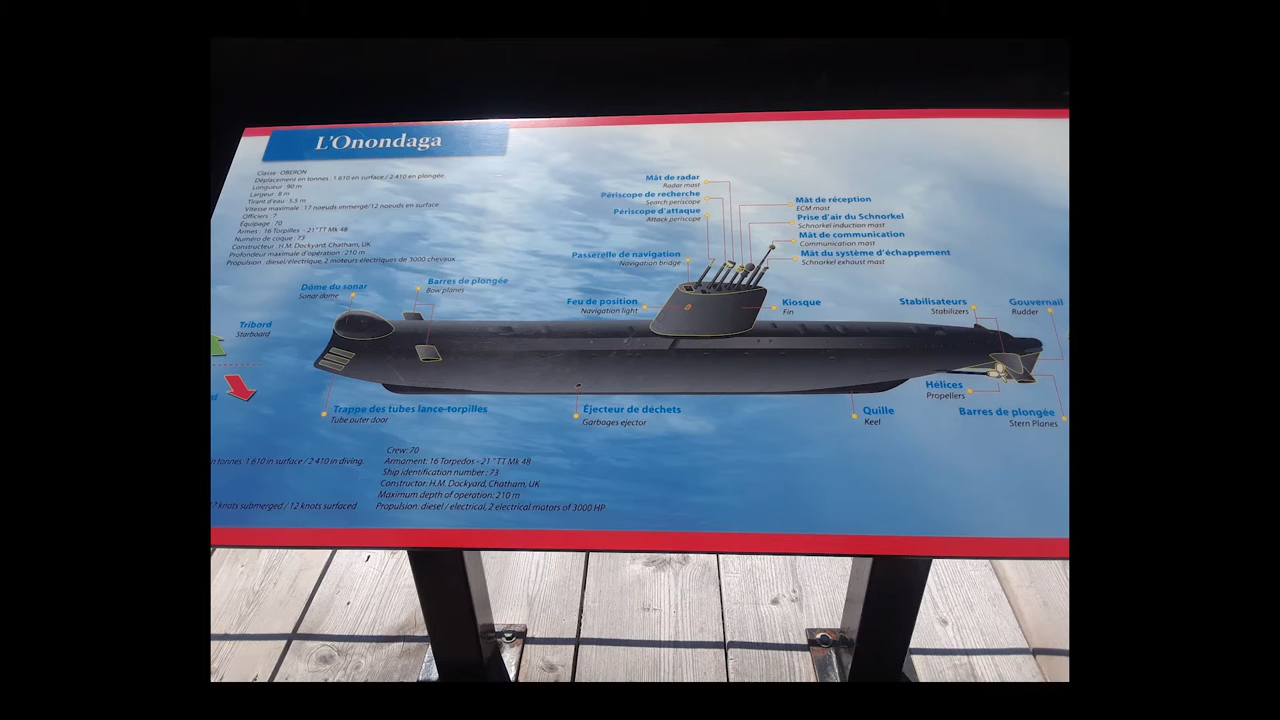 L'Onondaga
Classe : OBERON
Déplacement en tonnes : 1 610 en surface / 2 410 en plongée.
Longueur : 90 m
Largeur : 8 m
Tirant d'eau : 5.5 m
Vitesse maximale : 17 noeuds immergé/12 noeuds en surface
Officiers : 7
Équipage : 70
Armes : 16 Torpilles - 21"TT Mk 48
Numéro de coque : 73
Constructeur : H.M. Dockyard, Chatham, UK
Profondeur maximale d'opération : 210 m
Propulsion : diesel/électrique, 2 moteurs électriques de 3000 chevaux
Mât de radar
Radar mast
Périscope de recherche
Search periscope
Périscope d'attaque
Attack periscope
Passerelle de navigation
Navigation bridge
Mât de réception
ECM mast
Prise d'air du Schnorkel
Schnorkel induction mast
Mât de communication
Communication mast
Mât du système d'échappement
Schnorkel exhaust mast
Dôme du sonar
Sonar dome
Barres de plongée
Bow planes
Feu de position
Navigation light
Kiosque
Fin
Stabilisateurs
Stabilizers
Gouvernail
Rudder
Tribord
Starboard
Trappe des tubes lance-torpilles
Tube outer door
Éjecteur de déchets
Garbages ejector
Quille
Keel
Hélices
Propellers
Barres de plongée
Stern Planes
n tonnes: 1 610 in surface / 2 410 in diving.
knots submerged / 12 knots surfaced
Crew: 70
Armament: 16 Torpedos - 21 "TT Mk 48
Ship identification number : 73
Constructor: H.M. Dockyard, Chatham, UK
Maximum depth of operation: 210 m
Propulsion: diesel / electrical, 2 electrical motors of 3000 HP